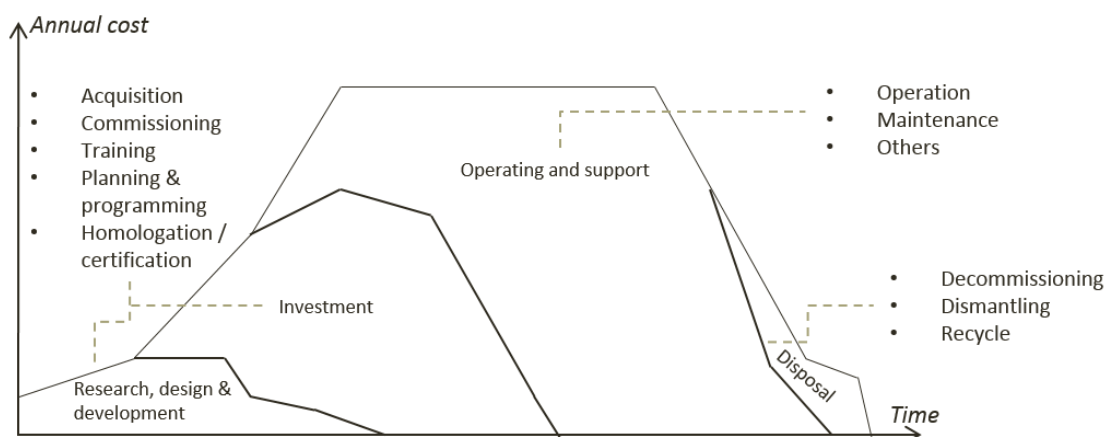 Annual cost
• Acquisition
• Commissioning
• Training
• Planning &
programming
• Homologation /
certification
• Operation
• Maintenance
• Others
Operating and support
Investment
• Decommissioning
• Dismantling
• Recycle
Research, design &
development
Disposal
Time